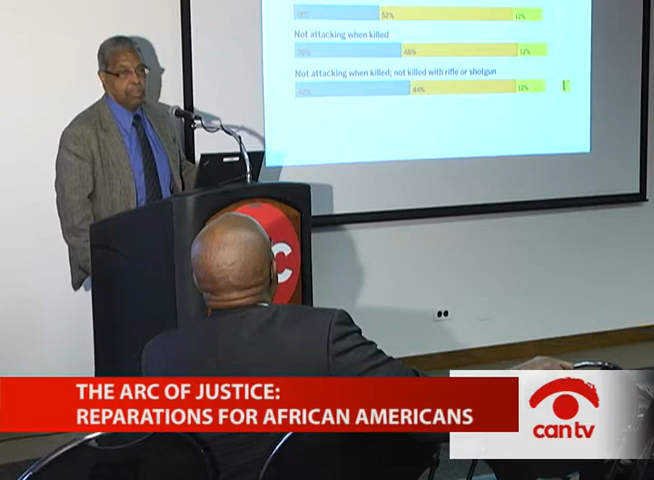 52%
12%
Not attacking when killed
46%
12%
Not attacking when killed; not killed with rifle or shotgun
44%
12%
C
THE ARC OF JUSTICE:
REPARATIONS FOR AFRICAN AMERICANS
can tv